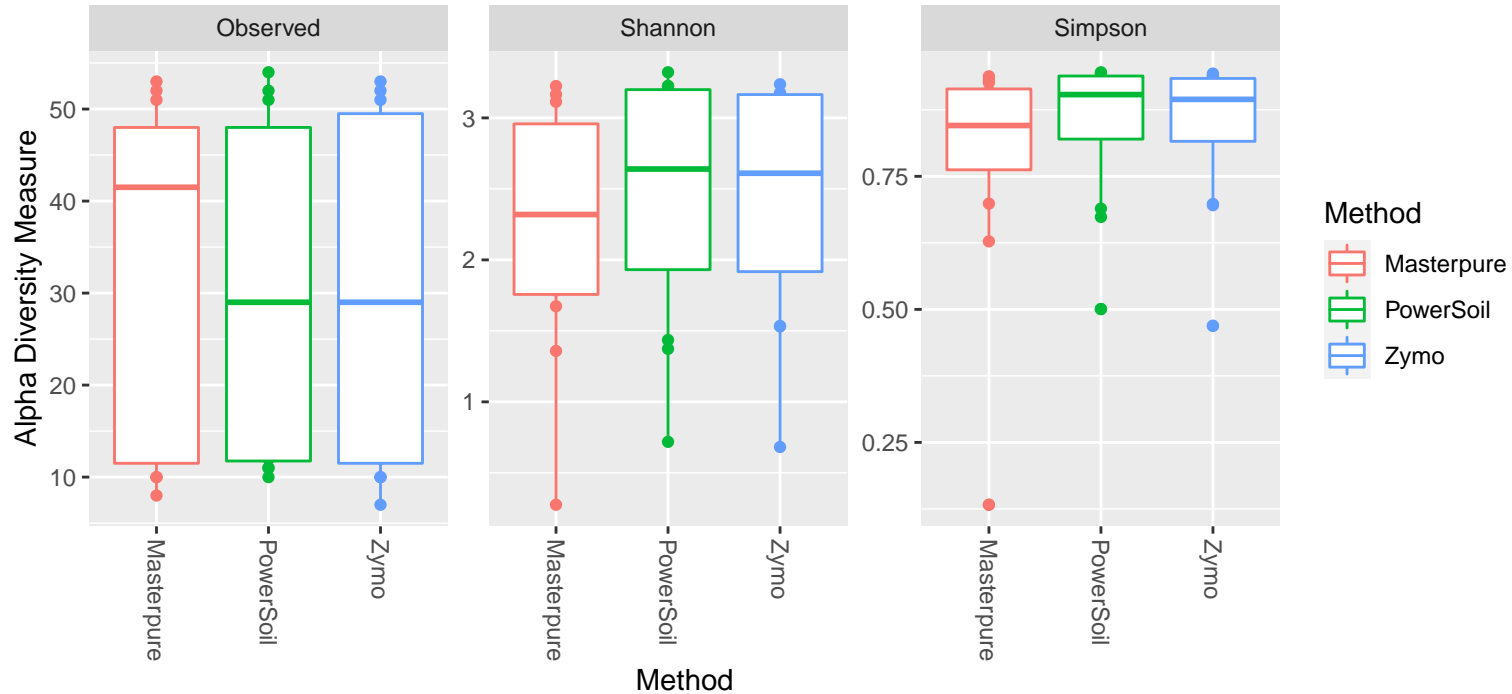 Observed
Shannon
Simpson
Alpha Diversity Measure
50
40
30
20
10
3
2
1
0.75
0.50
0.25
Masterpure
PowerSoil
Zymo
Masterpure
PowerSoil
Zymo
Masterpure
PowerSoil
Zymo
Method
Method
Masterpure
PowerSoil
Zymo